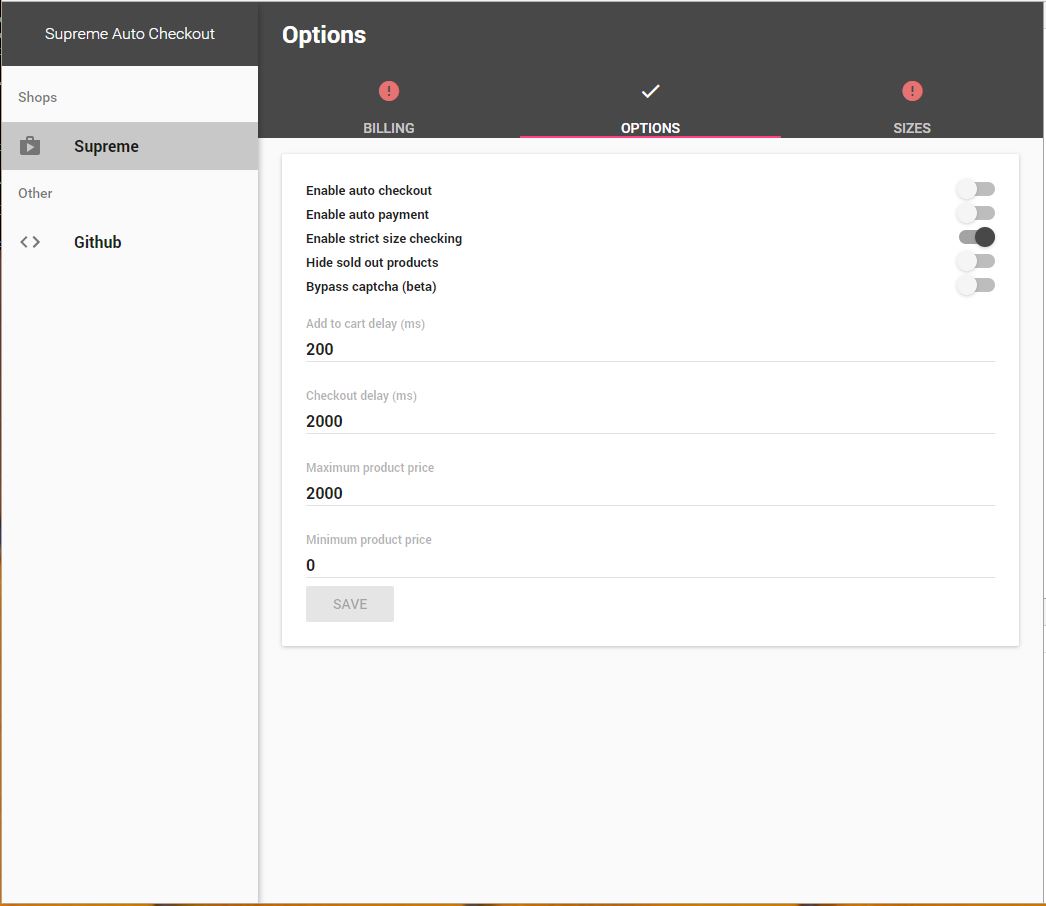 Supreme Auto Checkout
Options
Shops
Supreme
Other
Github
BILLING
OPTIONS
SIZES
Enable auto checkout
Enable auto payment
Enable strict size checking
Hide sold out products
Bypass captcha (beta)
Add to cart delay (ms)
200
Checkout delay (ms)
2000
Maximum product price
2000
Minimum product price
0
SAVE